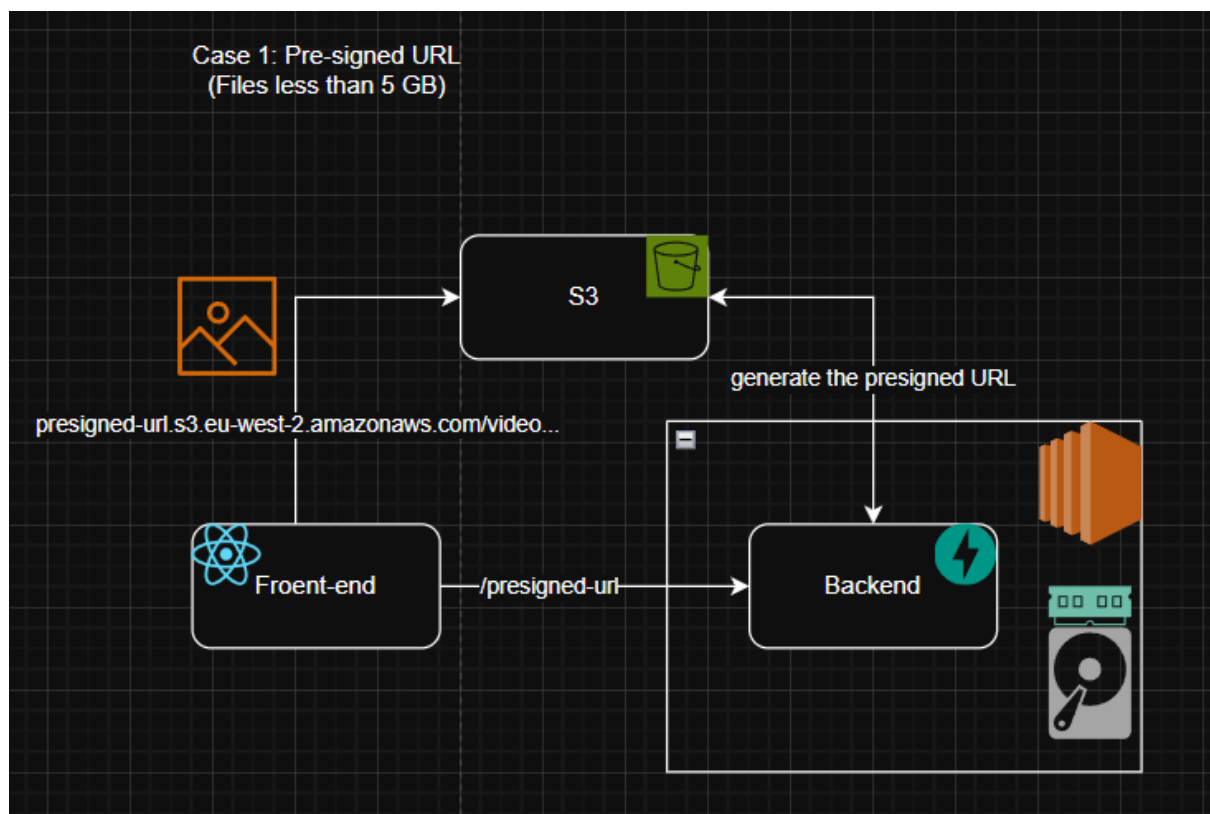 Case 1: Pre-signed URL
(Files less than 5 GB)
S3
generate the presigned URL
presigned-url.s3.eu-west-2.amazonaws.com/video...
Froent-end
/presigned-url
Backend